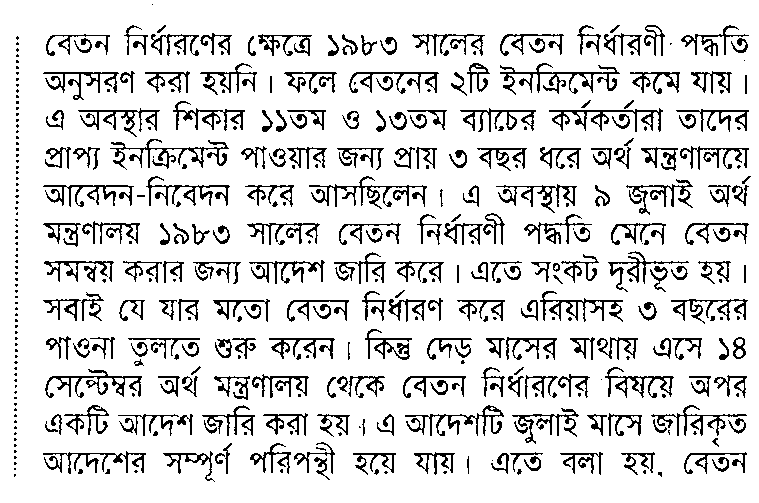 বেতন নির্ধারণের ক্ষেত্রে ১৯৮৩ সালের বেতন নির্ধারণী পদ্ধতি
অনুসরণ করা হয়নি। ফলে বেতনের ২টি ইনক্রিমেন্ট কমে যায়।
এ অবস্থার শিকার ১১তম ও ১৩তম ব্যাচের কর্মকর্তারা তাদের
প্রাপ্য ইনক্রিমেন্ট পাওয়ার জন্য প্রায় ৩ বছর ধরে অর্থ মন্ত্রণালয়ে
আবেদন-নিবেদন করে আসছিলেন। এ অবস্থায় ৯ জুলাই অর্থ
মন্ত্রণালয় ১৯৮৩ সালের বেতন নির্ধারণী পদ্ধতি মেনে বেতন
সমন্বয় করার জন্য আদেশ জারি করে। এতে সংকট দূরীভূত হয়।
সবাই যে যার মতো বেতন নির্ধারণ করে এরিয়াসহ ৩ বছরের
পাওনা তুলতে শুরু করেন। কিন্তু দেড় মাসের মাথায় এসে ১৪
সেপ্টেম্বর অর্থ মন্ত্রণালয় থেকে বেতন নির্ধারণের বিষয়ে অপর
একটি আদেশ জারি করা হয়। এ আদেশটি জুলাই মাসে জারিকৃত
আদেশের সম্পূর্ণ পরিপন্থী হয়ে যায়। এতে বলা হয়, বেতন